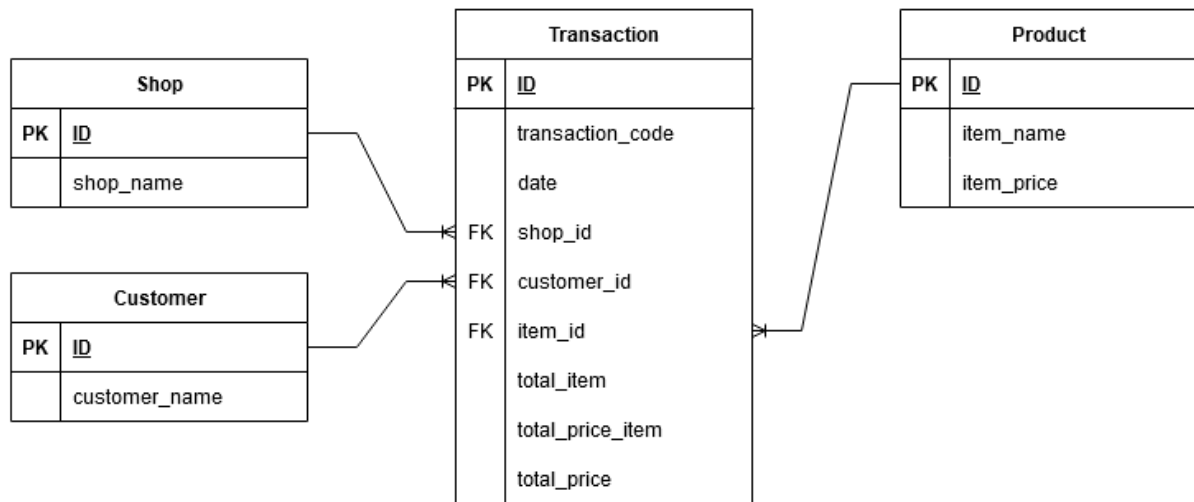 Shop
PK ID
shop_name
Customer
PK ID
customer_name
Transaction
PK ID
transaction_code
date
FK shop_id
FK customer_id
FK item_id
total_item
total_price_item
total_price
Product
PK ID
item_name
item_price